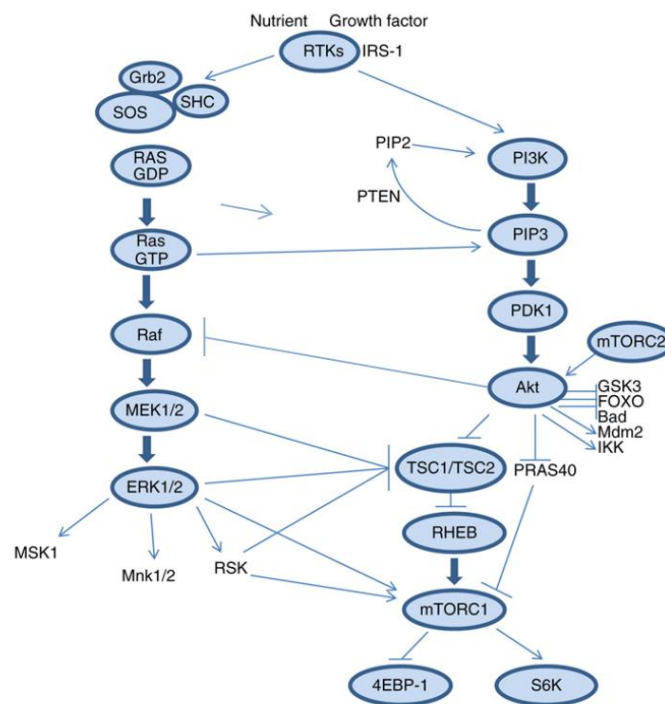 Nutrient Growth factor
RTKs IRS-1
Grb2
SHC
SOS
RAS
GDP
PIP2
PI3K
PTEN
Ras
GTP
PIP3
PDK1
Raf
mTORC2
Akt
GSK3
FOXO
Bad
Mdm2
IKK
MEK1/2
TSC1/TSC2
PRAS40
ERK1/2
RHEB
MSK1
Mnk1/2
RSK
mTORC1
4EBP-1
S6K